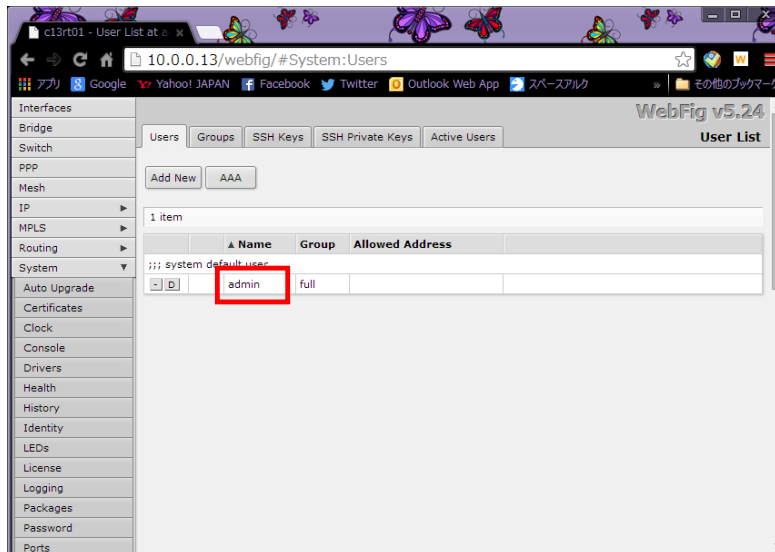 c13rt01 - User List at a
10.0.0.13/webfig/#System:Users
アプリ Google Yahoo! JAPAN Facebook Twitter Outlook Web App スペースアルク » その他のブックマーク
WebFig v5.24
Users Groups SSH Keys SSH Private Keys Active Users User List
Add New AAA
1 item
▲ Name Group Allowed Address
;;; system default user
- D admin full
Interfaces
Bridge
Switch
PPP
Mesh
IP ►
MPLS ►
Routing ►
System ▼
Auto Upgrade
Certificates
Clock
Console
Drivers
Health
History
Identity
LEDs
License
Logging
Packages
Password
Ports